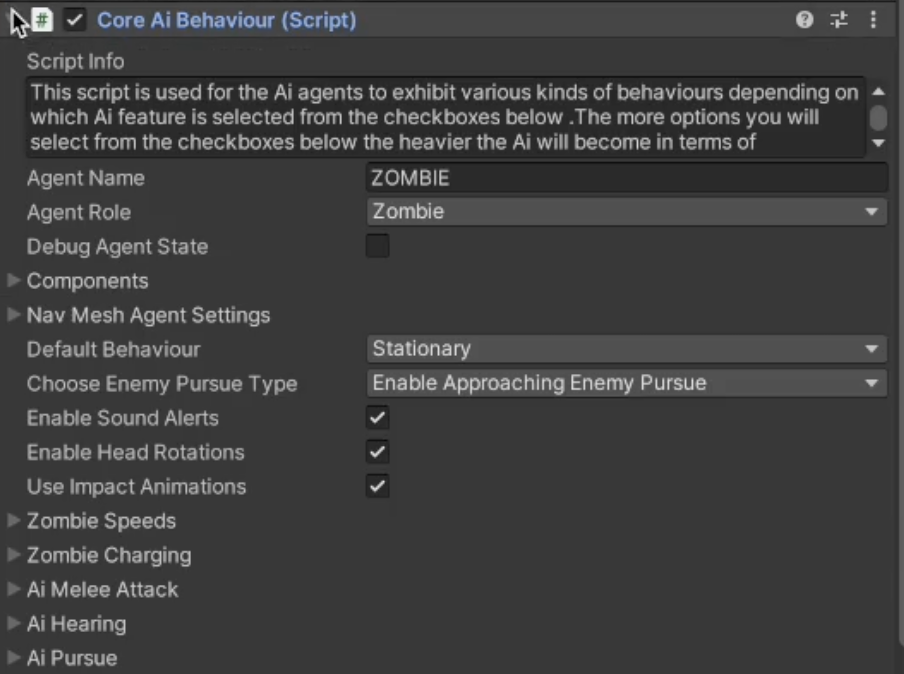 # Core Ai Behaviour (Script)
Script Info
This script is used for the Ai agents to exhibit various kinds of behaviours depending on
which Ai feature is selected from the checkboxes below .The more options you will
select from the checkboxes below the heavier the Ai will become in terms of
Agent Name ZOMBIE
Agent Role Zombie
Debug Agent State
Components
Nav Mesh Agent Settings
Default Behaviour Stationary
Choose Enemy Pursue Type Enable Approaching Enemy Pursue
Enable Sound Alerts
Enable Head Rotations
Use Impact Animations
Zombie Speeds
Zombie Charging
Ai Melee Attack
Ai Hearing
Ai Pursue